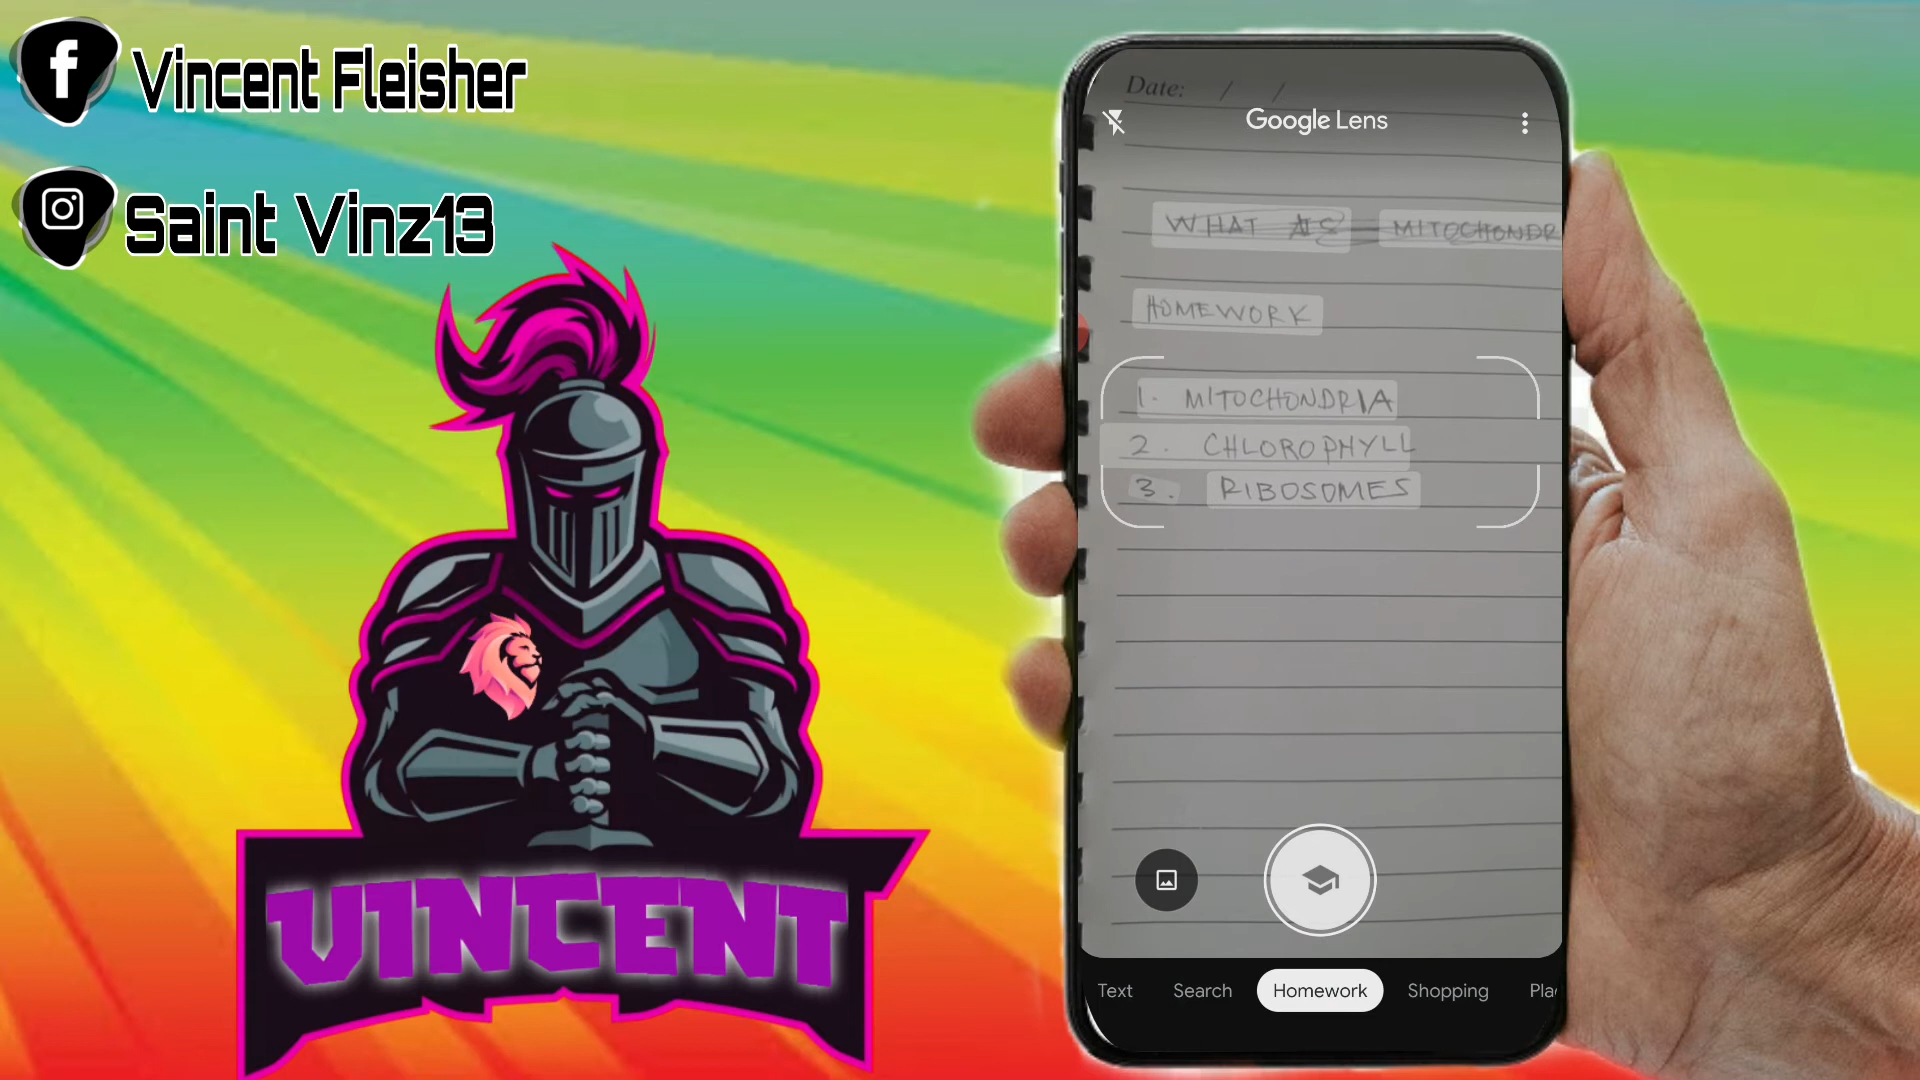 Vincent Fleisher
Saint Vinz13
VINCENT
Date: / /
Google Lens
WHAT IS MITOCHONDR
HOMEWORK
1. MITOCHONDRIA
2. CHLOROPHYLL
3. RIBOSOMES
Text Search Homework Shopping Pla